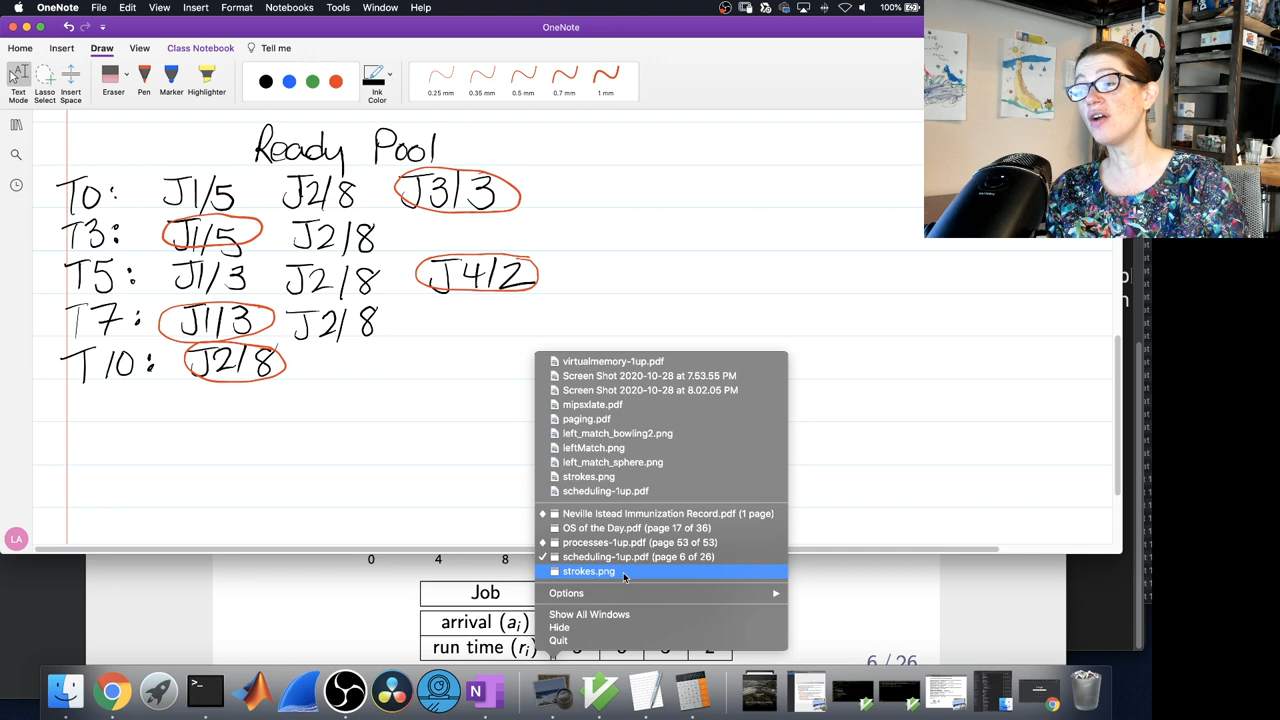 OneNote File Edit View Insert Format Notebooks Tools Window Help 100%
OneNote
Home Insert Draw View Class Notebook Tell me
Text Mode Lasso Select Insert Space Eraser Pen Marker Highlighter Ink Color 0.25 mm 0.35 mm 0.5 mm 0.7 mm 1 mm
Ready Pool
T0: J1/5 J2/8 J3/3
T3: J1/5 J2/8
T5: J1/3 J2/8 J4/2
T7: J1/3 J2/8
T10: J2/8
virtualmemory-1up.pdf
Screen Shot 2020-10-28 at 7.53.55 PM
Screen Shot 2020-10-28 at 8.02.05 PM
mipsxlate.pdf
paging.pdf
left_match_bowling2.png
leftMatch.png
left_match_sphere.png
strokes.png
scheduling-1up.pdf
Neville Istead Immunization Record.pdf (1 page)
OS of the Day.pdf (page 17 of 36)
processes-1up.pdf (page 53 of 53)
✓ scheduling-1up.pdf (page 6 of 26)
strokes.png
Options
Show All Windows
Hide
Quit
LA
0 4 8
Job
arrival (aᵢ)
run time (rᵢ)
6 / 26